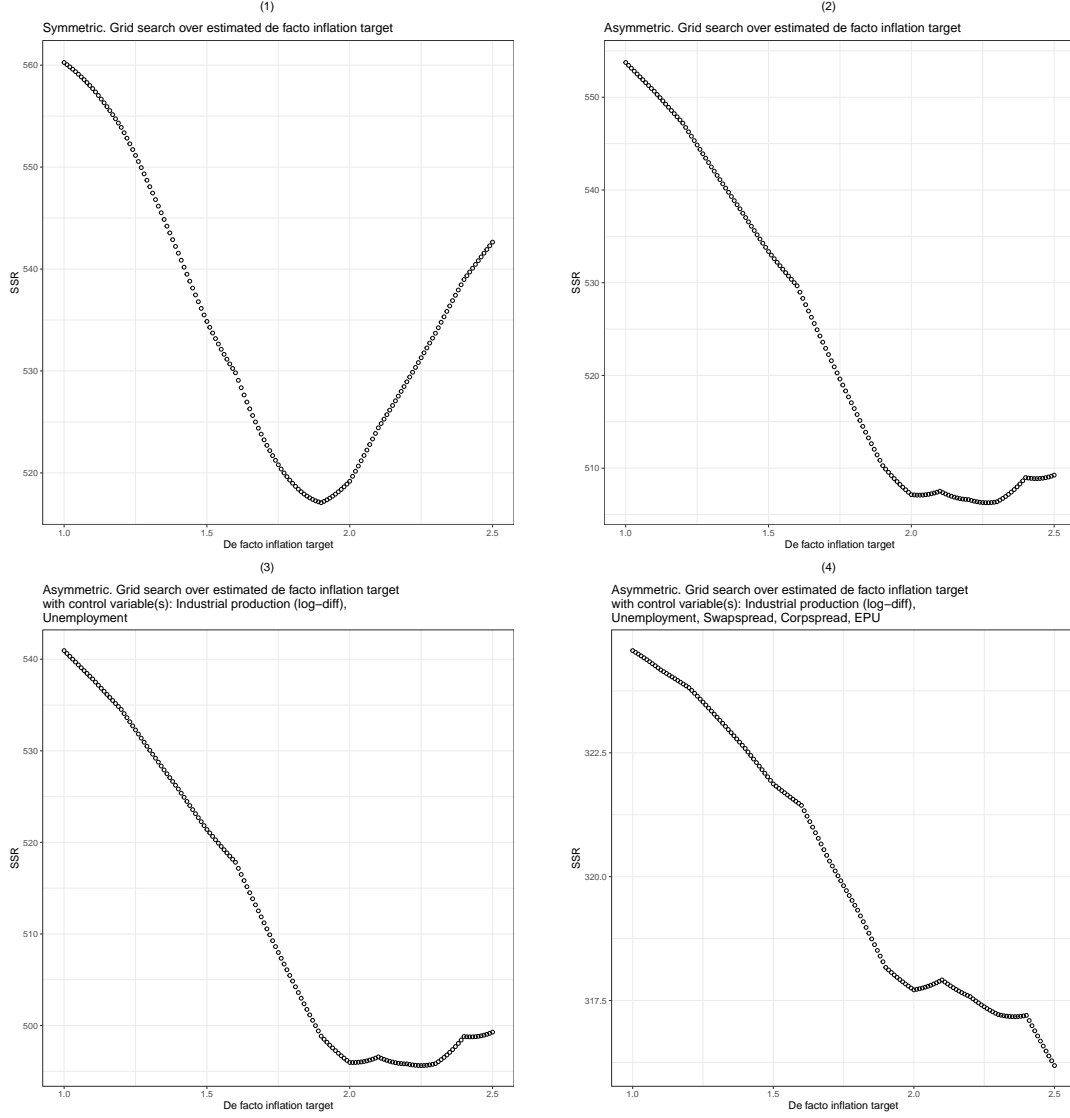 (1)
Symmetric. Grid search over estimated de facto inflation target
560
550
540
530
520
SSR
1.0
1.5
2.0
2.5
De facto inflation target
(2)
Asymmetric. Grid search over estimated de facto inflation target
550
540
530
520
510
SSR
1.0
1.5
2.0
2.5
De facto inflation target
(3)
Asymmetric. Grid search over estimated de facto inflation target
with control variable(s): Industrial production (log−diff),
Unemployment
540
530
520
510
500
SSR
1.0
1.5
2.0
2.5
De facto inflation target
(4)
Asymmetric. Grid search over estimated de facto inflation target
with control variable(s): Industrial production (log−diff),
Unemployment, Swapspread, Corpspread, EPU
322.5
320.0
317.5
SSR
1.0
1.5
2.0
2.5
De facto inflation target